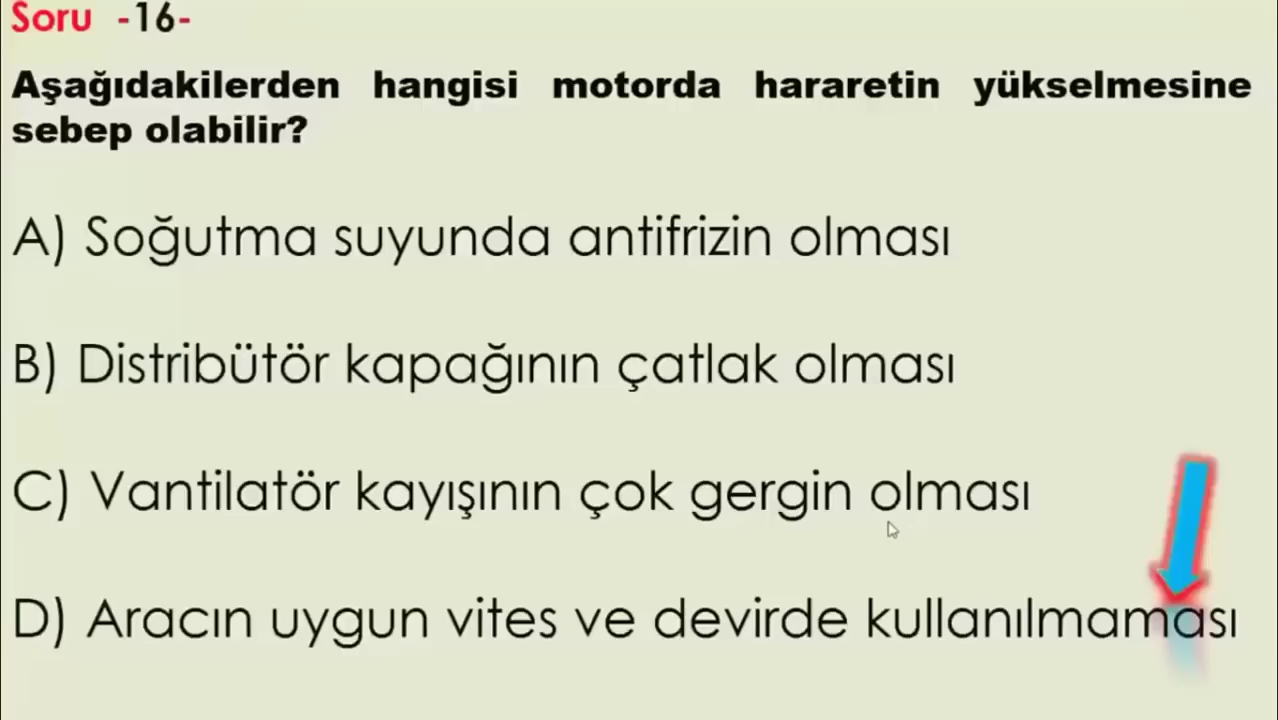 Soru -16-
Aşağıdakilerden hangisi motorda hararetin yükselmesine
sebep olabilir?
A) Soğutma suyunda antifrizin olması
B) Distribütör kapağının çatlak olması
C) Vantilatör kayışının çok gergin olması
D) Aracın uygun vites ve devirde kullanılmaması